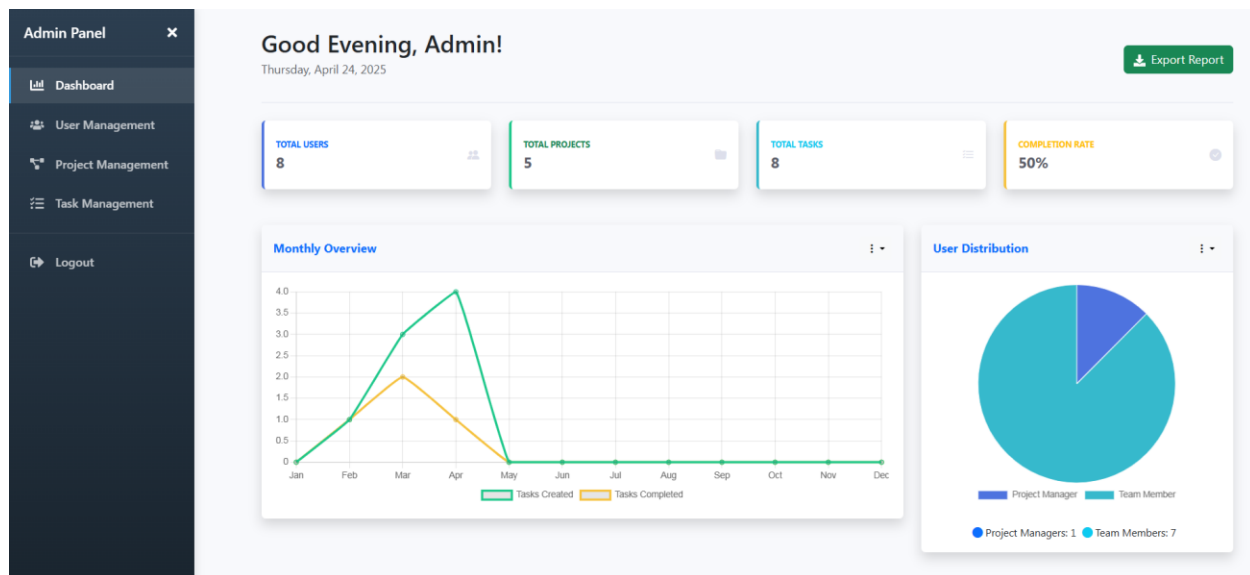 Admin Panel ×
Dashboard
User Management
Project Management
Task Management
Logout
Good Evening, Admin!
Thursday, April 24, 2025
Export Report
TOTAL USERS
8
TOTAL PROJECTS
5
TOTAL TASKS
8
COMPLETION RATE
50%
Monthly Overview
4.0
3.5
3.0
2.5
2.0
1.5
1.0
0.5
0
Jan Feb Mar Apr May Jun Jul Aug Sep Oct Nov Dec
Tasks Created Tasks Completed
User Distribution
Project Manager Team Member
Project Managers: 1 Team Members: 7